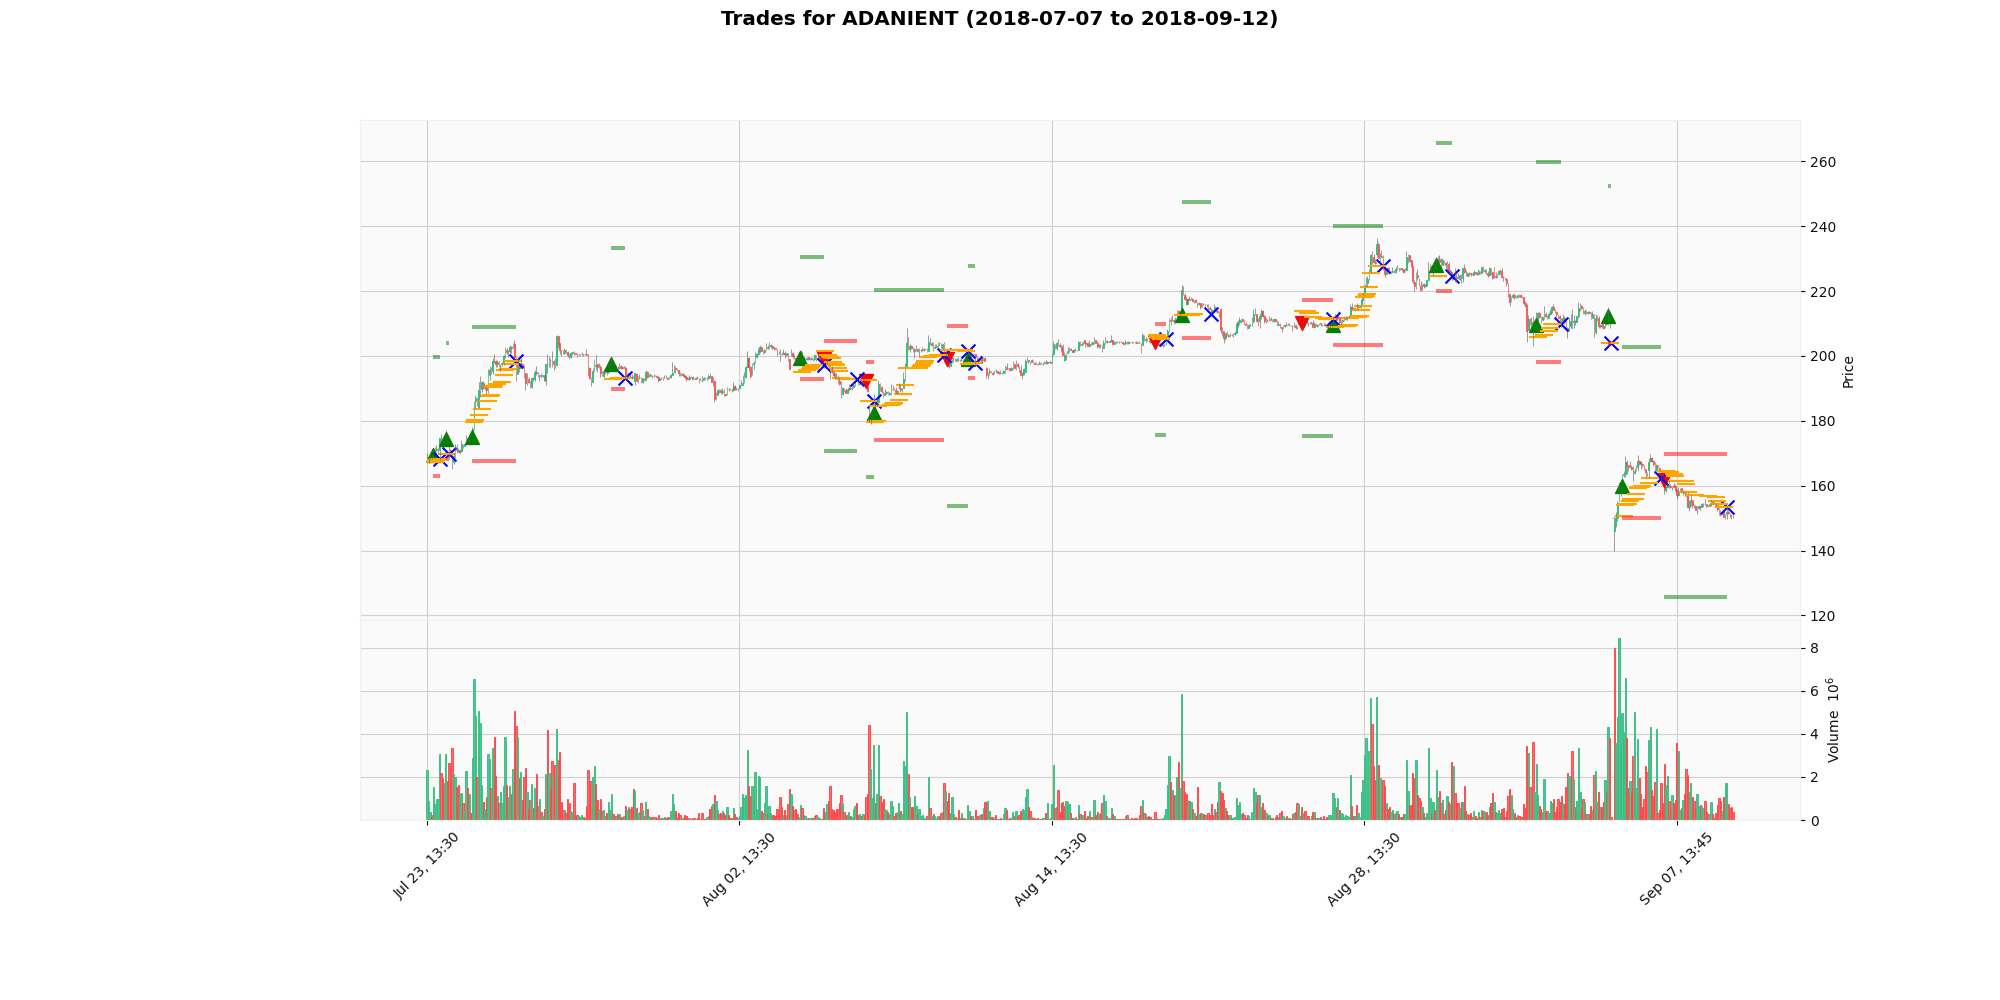 Trades for ADANIENT (2018-07-07 to 2018-09-12)
260
240
220
200
180
160
140
120
Price
8
6
4
2
0
Volume 10⁶
Jul 23, 13:30
Aug 02, 13:30
Aug 14, 13:30
Aug 28, 13:30
Sep 07, 13:45